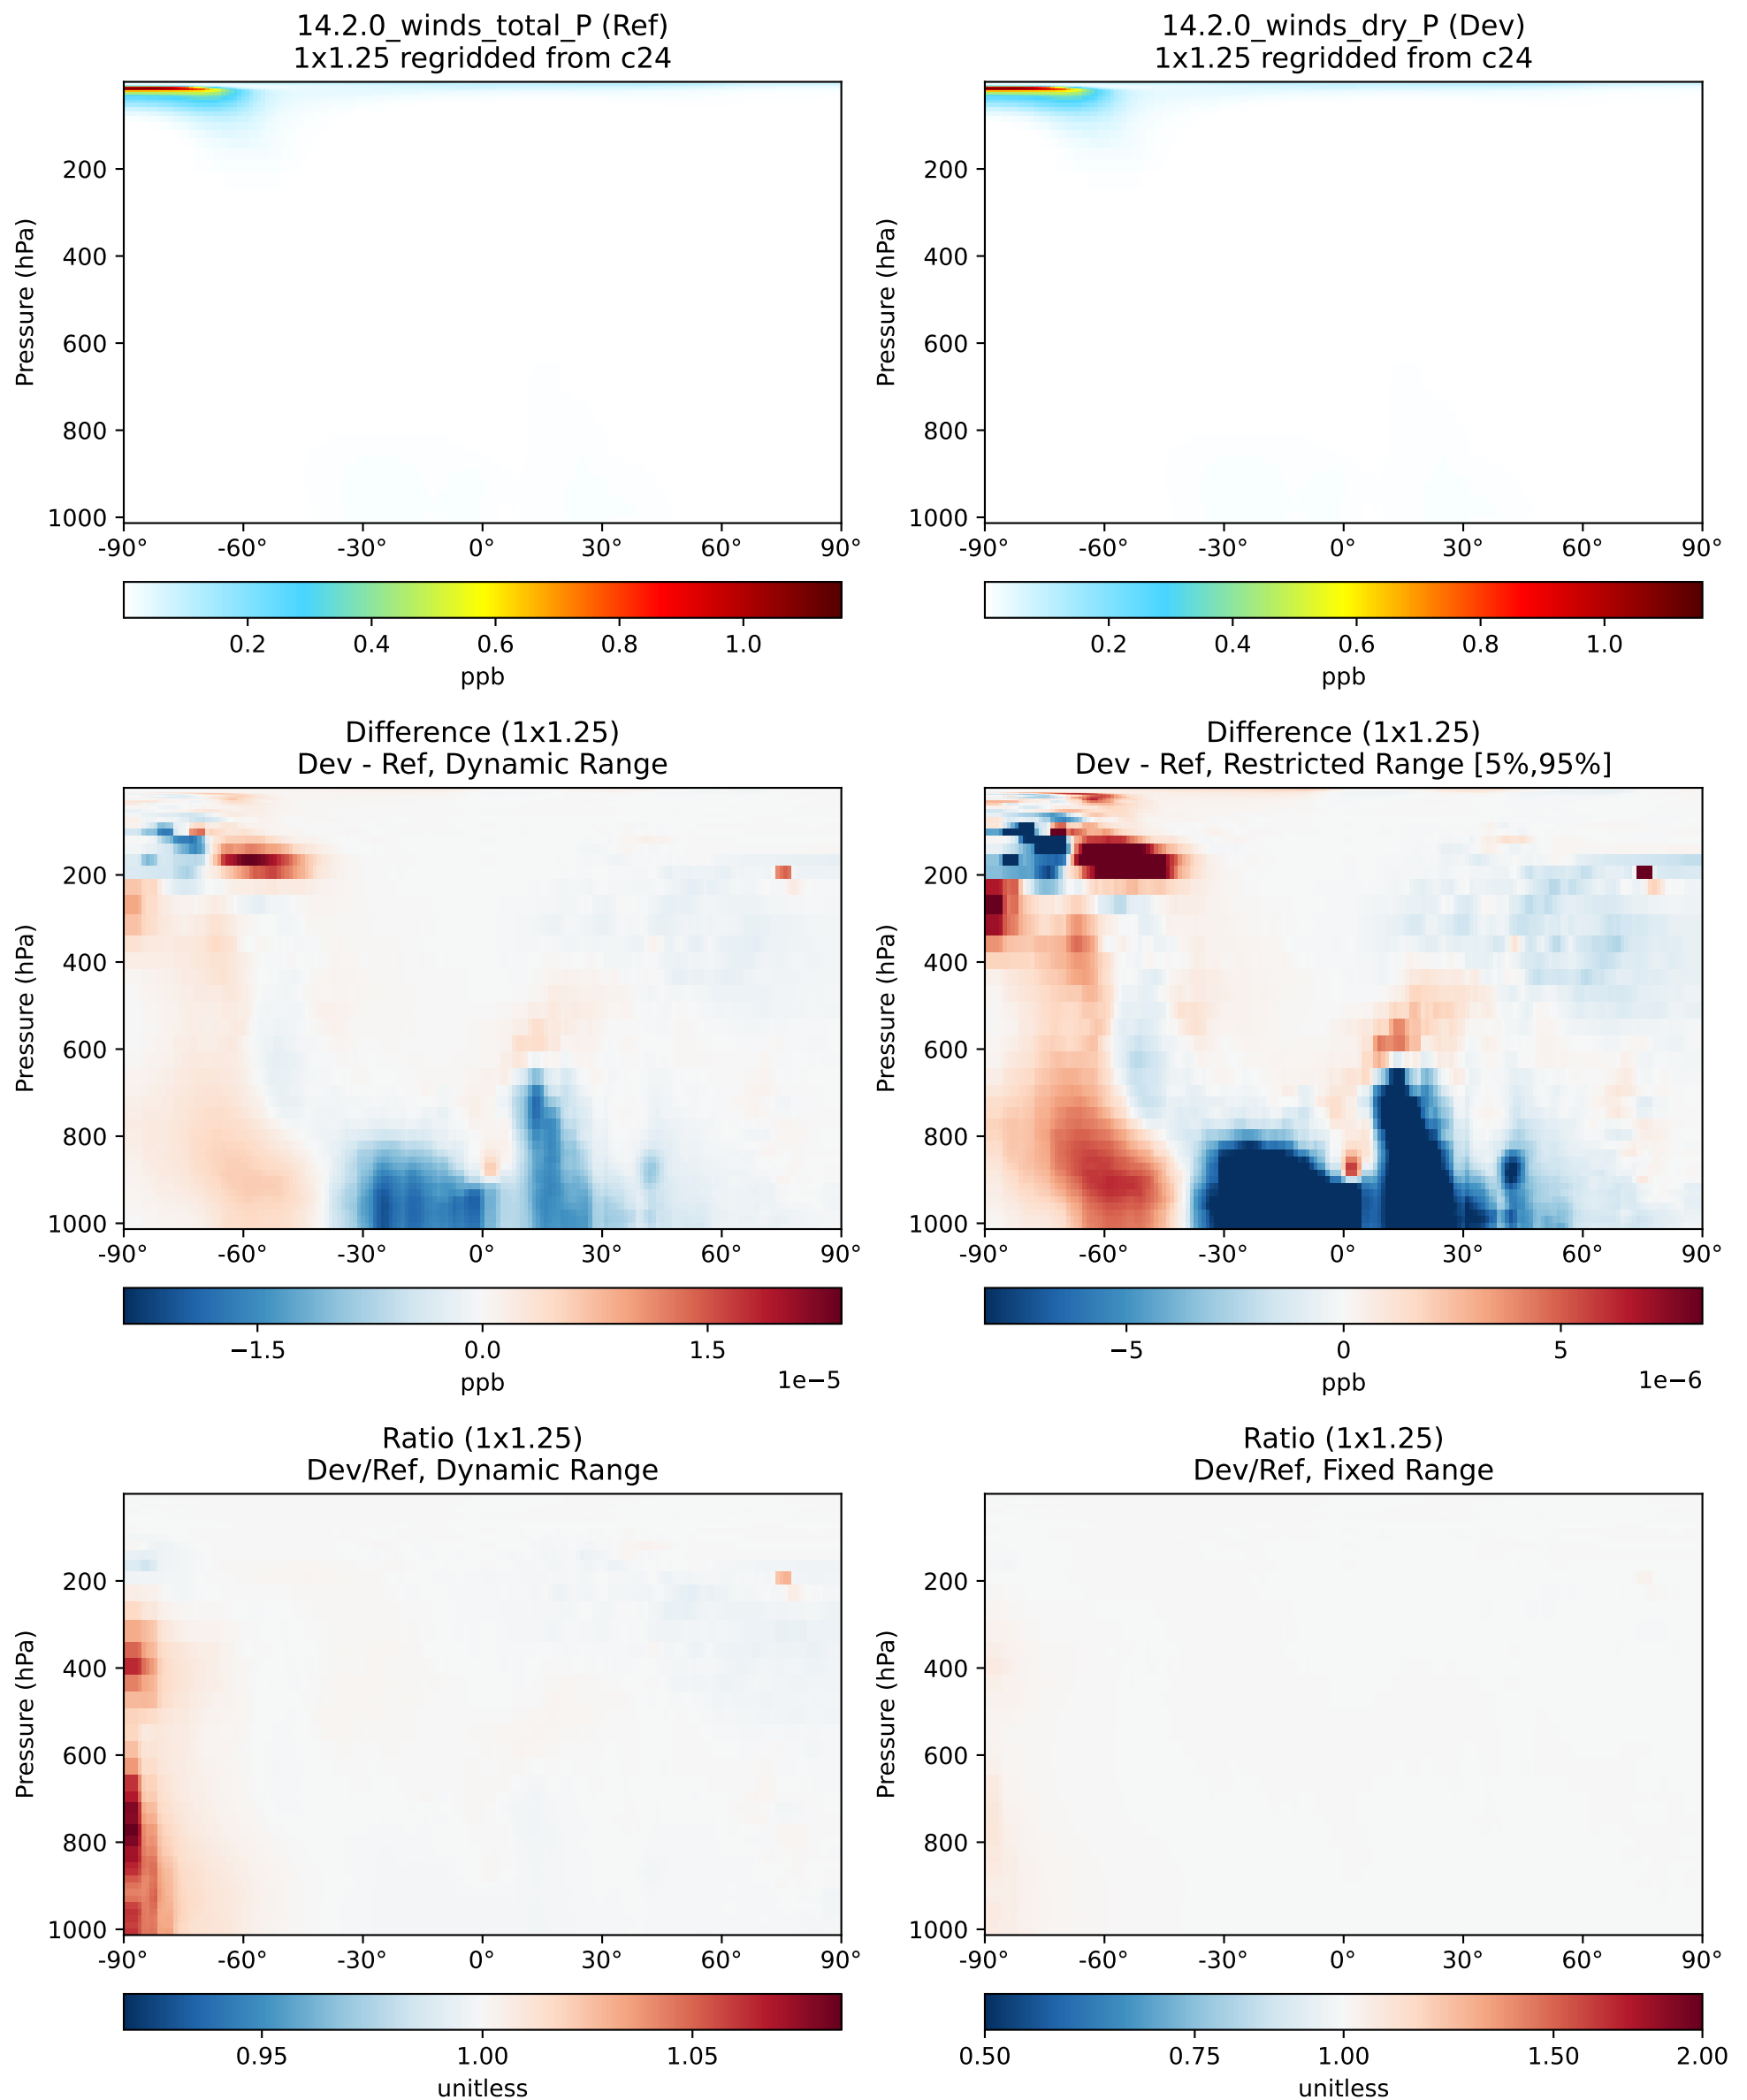 14.2.0_winds_total_P (Ref)
1x1.25 regridded from c24
Pressure (hPa)
200
400
600
800
1000
-90° -60° -30° 0° 30° 60° 90°
0.2 0.4 0.6 0.8 1.0
ppb
14.2.0_winds_dry_P (Dev)
1x1.25 regridded from c24
Pressure (hPa)
200
400
600
800
1000
-90° -60° -30° 0° 30° 60° 90°
0.2 0.4 0.6 0.8 1.0
ppb
Difference (1x1.25)
Dev - Ref, Dynamic Range
Pressure (hPa)
200
400
600
800
1000
-90° -60° -30° 0° 30° 60° 90°
−1.5 0.0 1.5
ppb
1e−5
Difference (1x1.25)
Dev - Ref, Restricted Range [5%,95%]
Pressure (hPa)
200
400
600
800
1000
-90° -60° -30° 0° 30° 60° 90°
−5 0 5
ppb
1e−6
Ratio (1x1.25)
Dev/Ref, Dynamic Range
Pressure (hPa)
200
400
600
800
1000
-90° -60° -30° 0° 30° 60° 90°
0.95 1.00 1.05
unitless
Ratio (1x1.25)
Dev/Ref, Fixed Range
Pressure (hPa)
200
400
600
800
1000
-90° -60° -30° 0° 30° 60° 90°
0.50 0.75 1.00 1.50 2.00
unitless